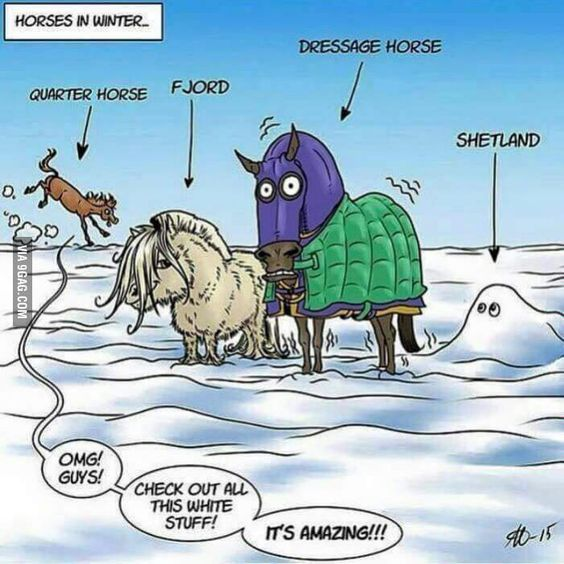 HORSES IN WINTER...
DRESSAGE HORSE
QUARTER HORSE
FJORD
SHETLAND
VIA 9GAG.COM
OMG!
GUYS!
CHECK OUT ALL
THIS WHITE
STUFF!
IT'S AMAZING!!!